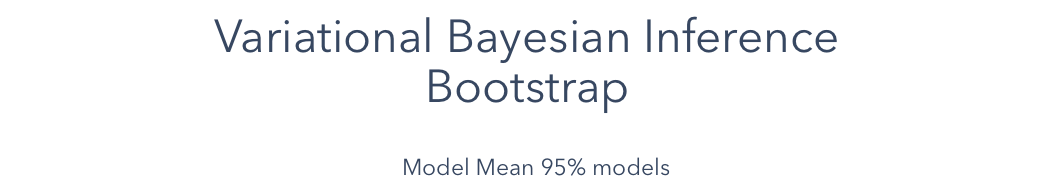 Variational Bayesian Inference
Bootstrap
Model Mean 95% models